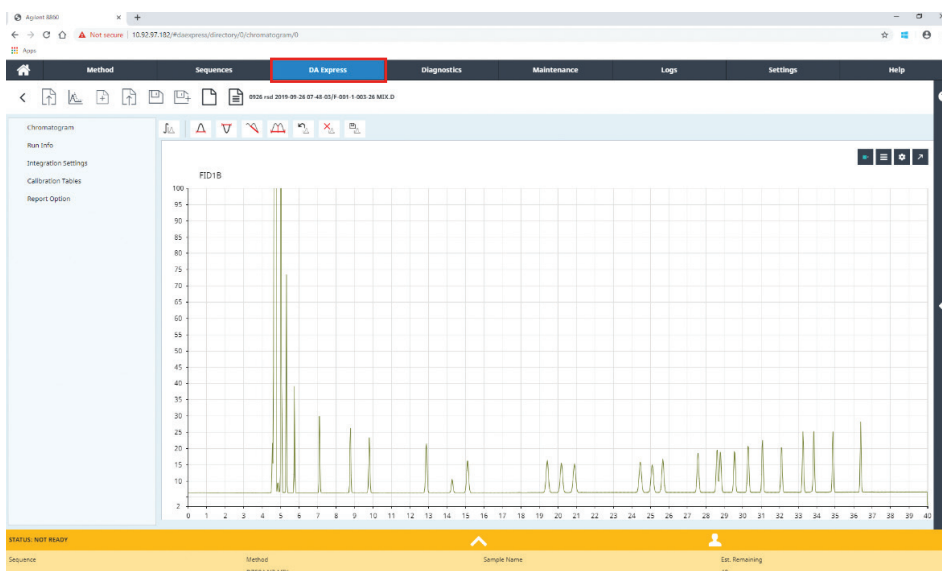 Agilent 8860
Not secure | 10.92.97.182/#daexpress/directory/0/chromatogram/0
Apps
Method Sequences DA Express Diagnostics Maintenance Logs Settings Help
0926 rsd 2019-09-26 07-48-03/F-001-1-003-26 MIX.D
Chromatogram
Run Info
Integration Settings
Calibration Tables
Report Option
FID1B
100
95
90
85
80
75
70
65
60
55
50
45
40
35
30
25
20
15
10
2
0 1 2 3 4 5 6 7 8 9 10 11 12 13 14 15 16 17 18 19 20 21 22 23 24 25 26 27 28 29 30 31 32 33 34 35 36 37 38 39 40
STATUS: NOT READY
Sequence Method Sample Name Est. Remaining